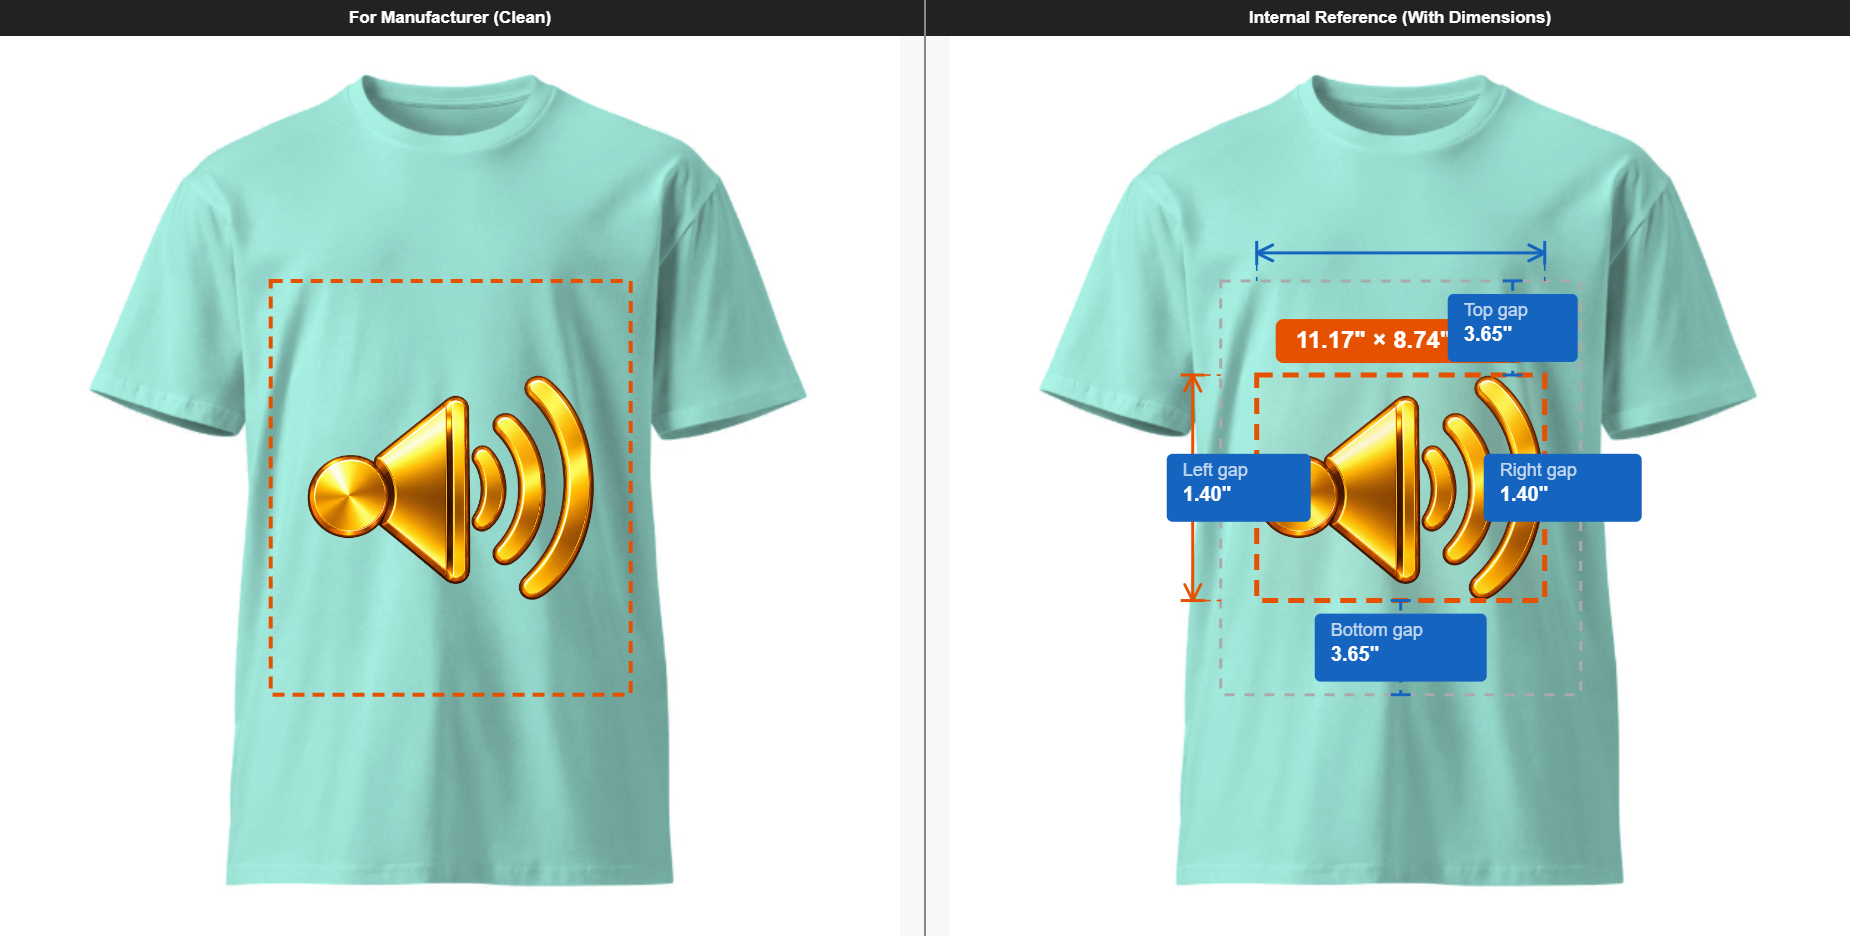 For Manufacturer (Clean)
Internal Reference (With Dimensions)
Top gap
3.65"
11.17" × 8.74"
Left gap
1.40"
Right gap
1.40"
Bottom gap
3.65"